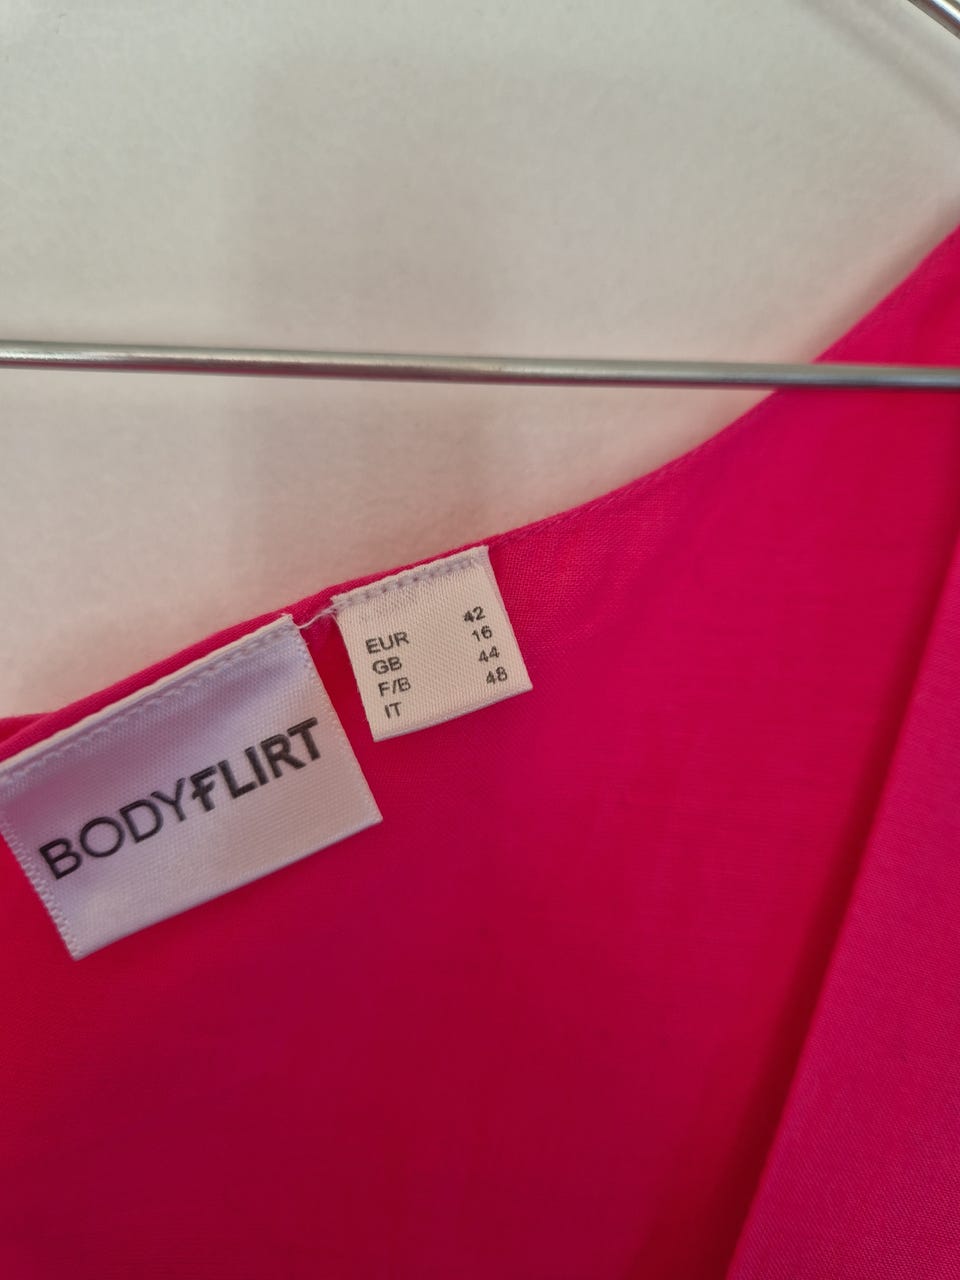 BODYFLIRT
EUR 42
GB 16
F/B 44
IT 48